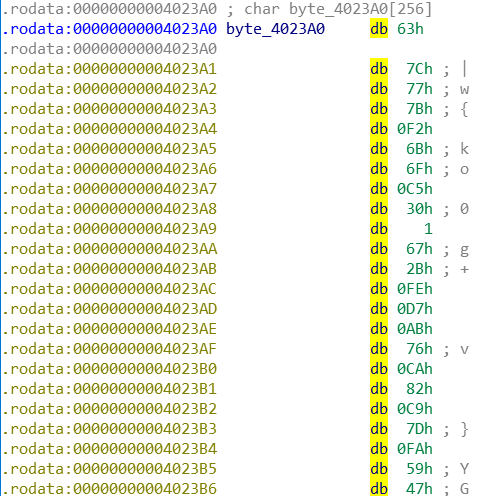 .rodata:00000000004023A0 ; char byte_4023A0[256]
.rodata:00000000004023A0 byte_4023A0 db 63h
.rodata:00000000004023A0
.rodata:00000000004023A1 db 7Ch ; |
.rodata:00000000004023A2 db 77h ; w
.rodata:00000000004023A3 db 7Bh ; {
.rodata:00000000004023A4 db 0F2h
.rodata:00000000004023A5 db 6Bh ; k
.rodata:00000000004023A6 db 6Fh ; o
.rodata:00000000004023A7 db 0C5h
.rodata:00000000004023A8 db 30h ; 0
.rodata:00000000004023A9 db 1
.rodata:00000000004023AA db 67h ; g
.rodata:00000000004023AB db 2Bh ; +
.rodata:00000000004023AC db 0FEh
.rodata:00000000004023AD db 0D7h
.rodata:00000000004023AE db 0ABh
.rodata:00000000004023AF db 76h ; v
.rodata:00000000004023B0 db 0CAh
.rodata:00000000004023B1 db 82h
.rodata:00000000004023B2 db 0C9h
.rodata:00000000004023B3 db 7Dh ; }
.rodata:00000000004023B4 db 0FAh
.rodata:00000000004023B5 db 59h ; Y
.rodata:00000000004023B6 db 47h ; G